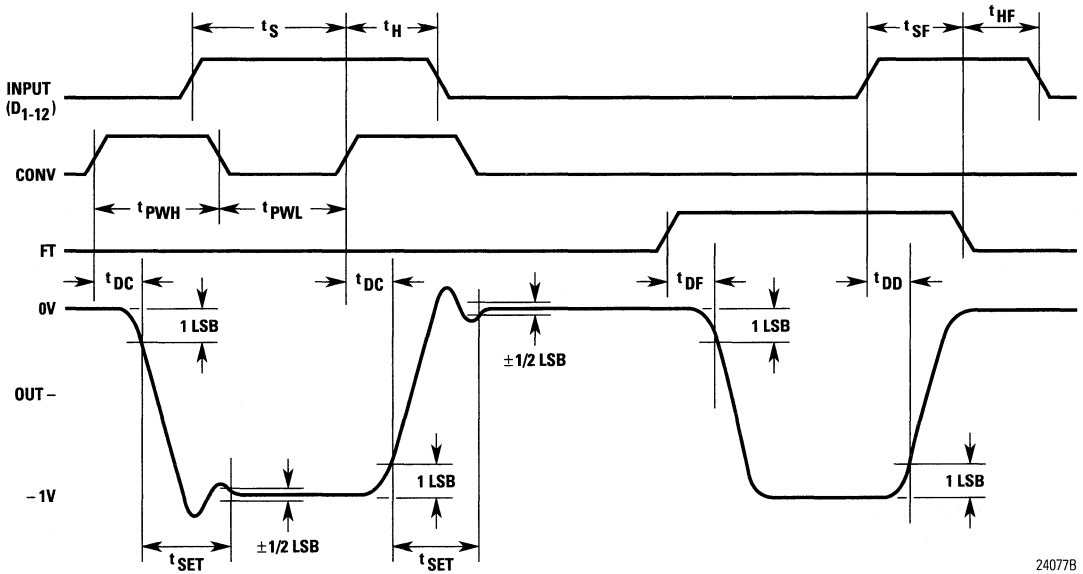 tS
tH
tSF
tHF
INPUT
(D1-12)
CONV
tPWH
tPWL
FT
tDC
tDC
tDF
tDD
0V
1 LSB
1 LSB
±1/2 LSB
OUT –
1 LSB
1 LSB
– 1V
±1/2 LSB
tSET
tSET
24077B